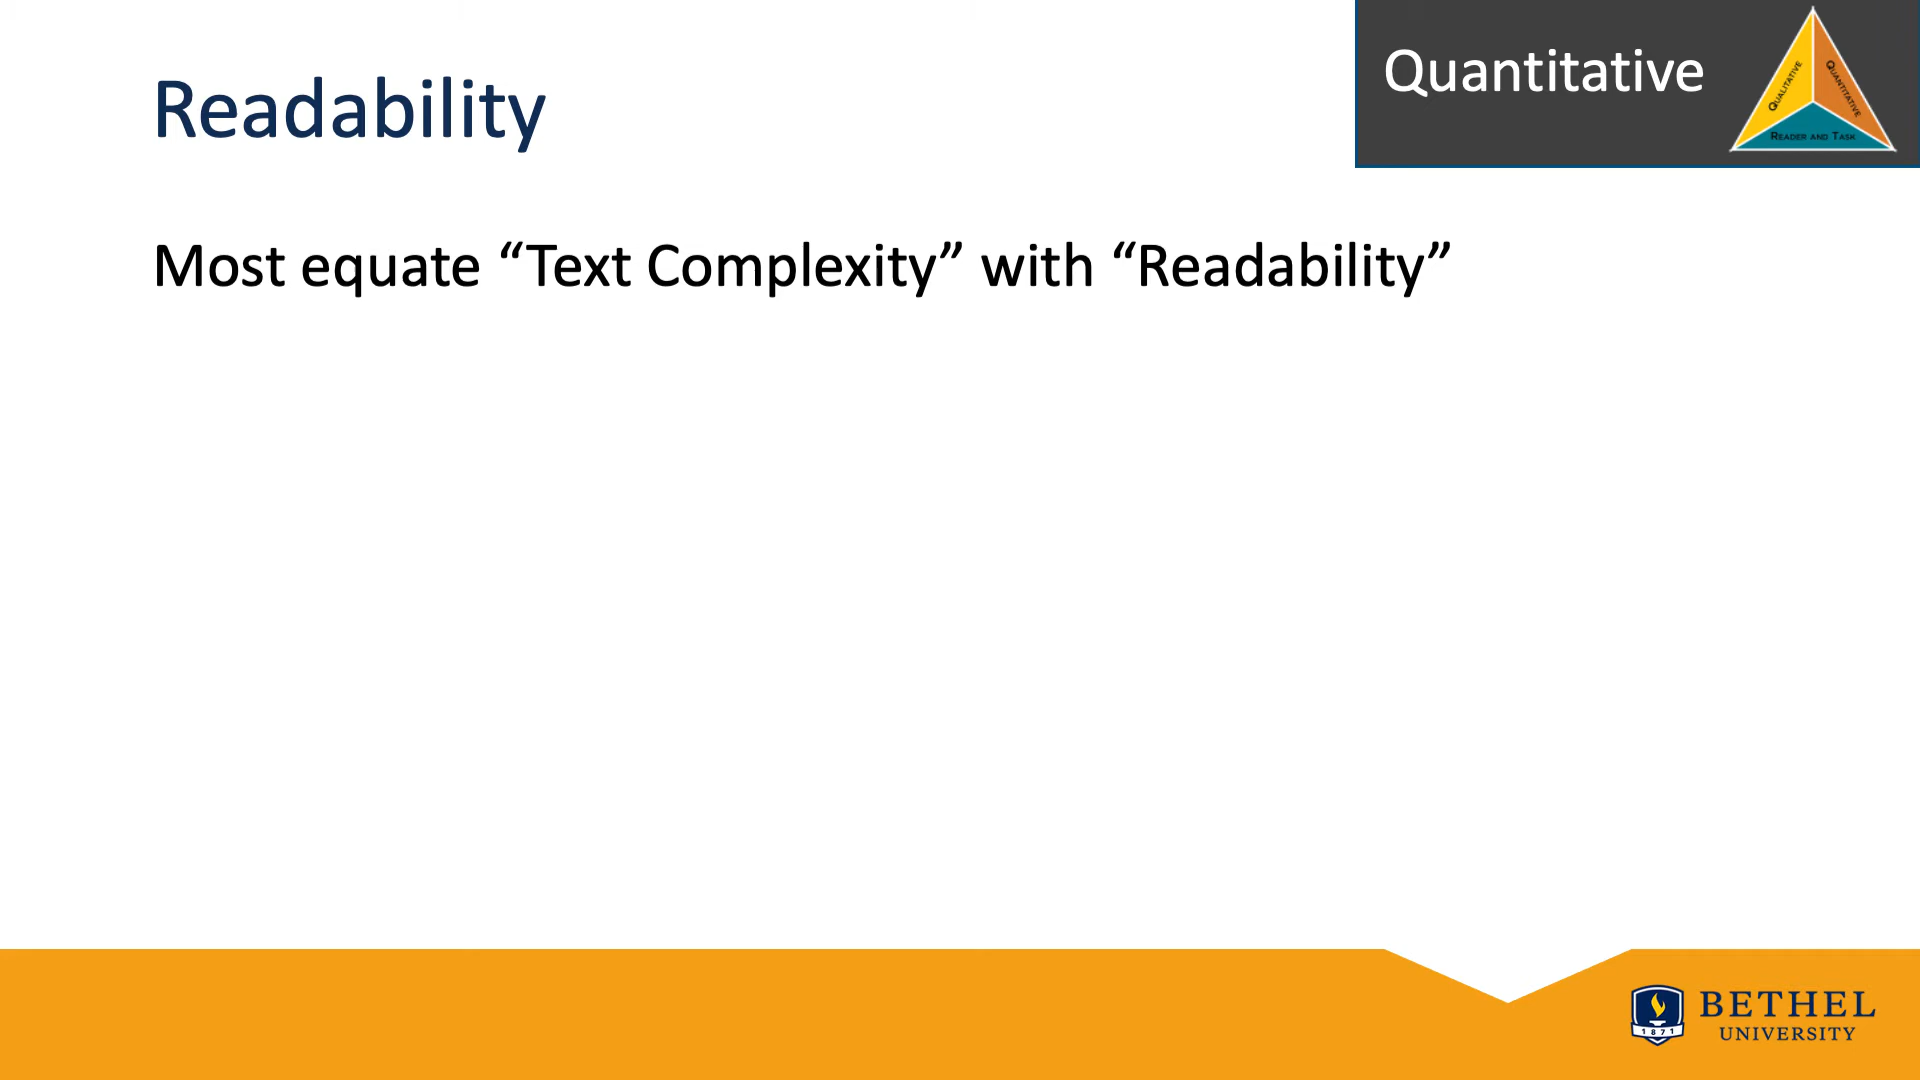 Readability
Quantitative
QUALITATIVE
QUANTITATIVE
READER AND TASK
Most equate “Text Complexity” with “Readability”
1871
BETHEL
UNIVERSITY